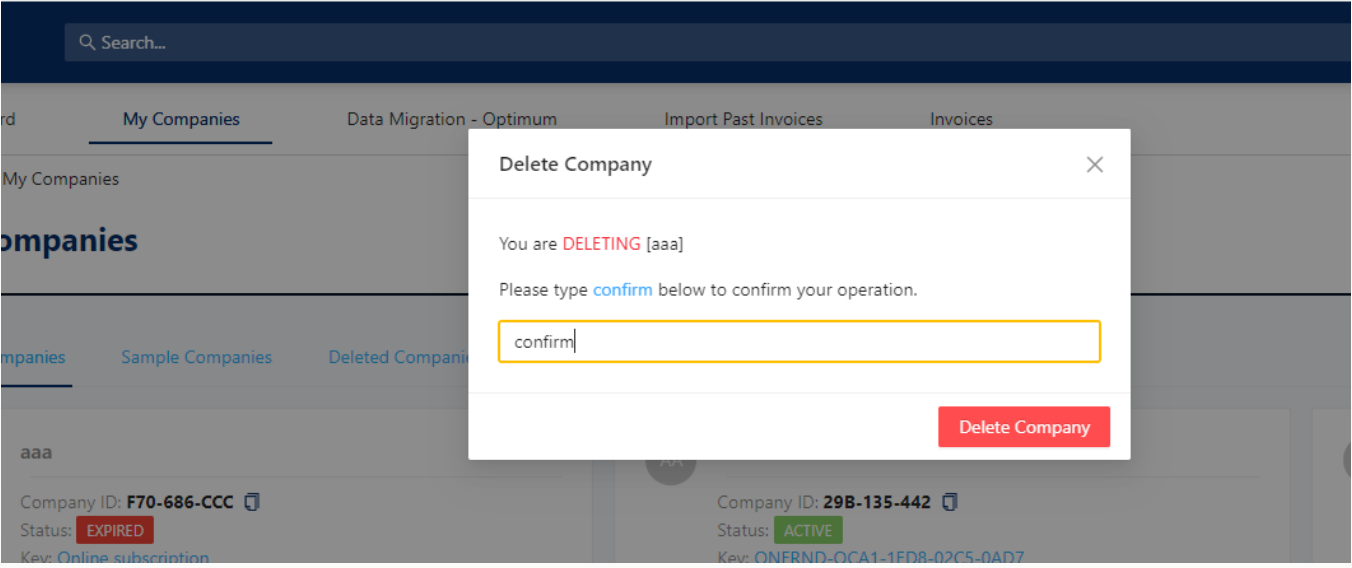 Search...
rd My Companies Data Migration - Optimum Import Past Invoices Invoices
My Companies
ompanies
Delete Company
You are DELETING [aaa]
Please type confirm below to confirm your operation.
confirm
Delete Company
mpanies Sample Companies Deleted Companie
aaa
AA
Company ID: F70-686-CCC
Status: EXPIRED
Key: Online subscription
Company ID: 29B-135-442
Status: ACTIVE
Key: ONFRND-OCA1-1FD8-02C5-0AD7